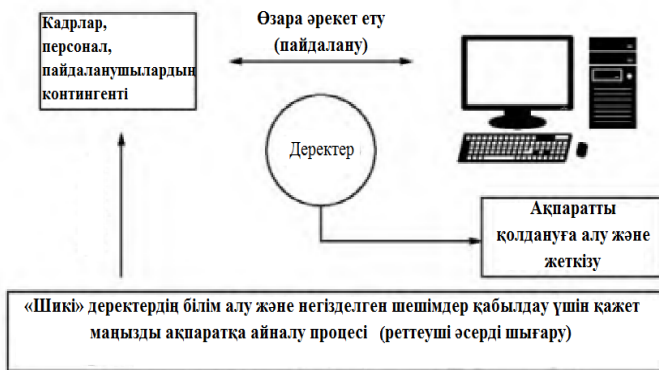 Кадрлар,
персонал,
пайдаланушылардың
контингенті
Өзара әрекет ету
(пайдалану)
Деректер
Ақпаратты
қолдануға алу және
жеткізу
«Шикі» деректердің білім алу және негізделген шешімдер қабылдау үшін қажет
маңызды ақпаратқа айналу процесі (реттеуші әсерді шығару)